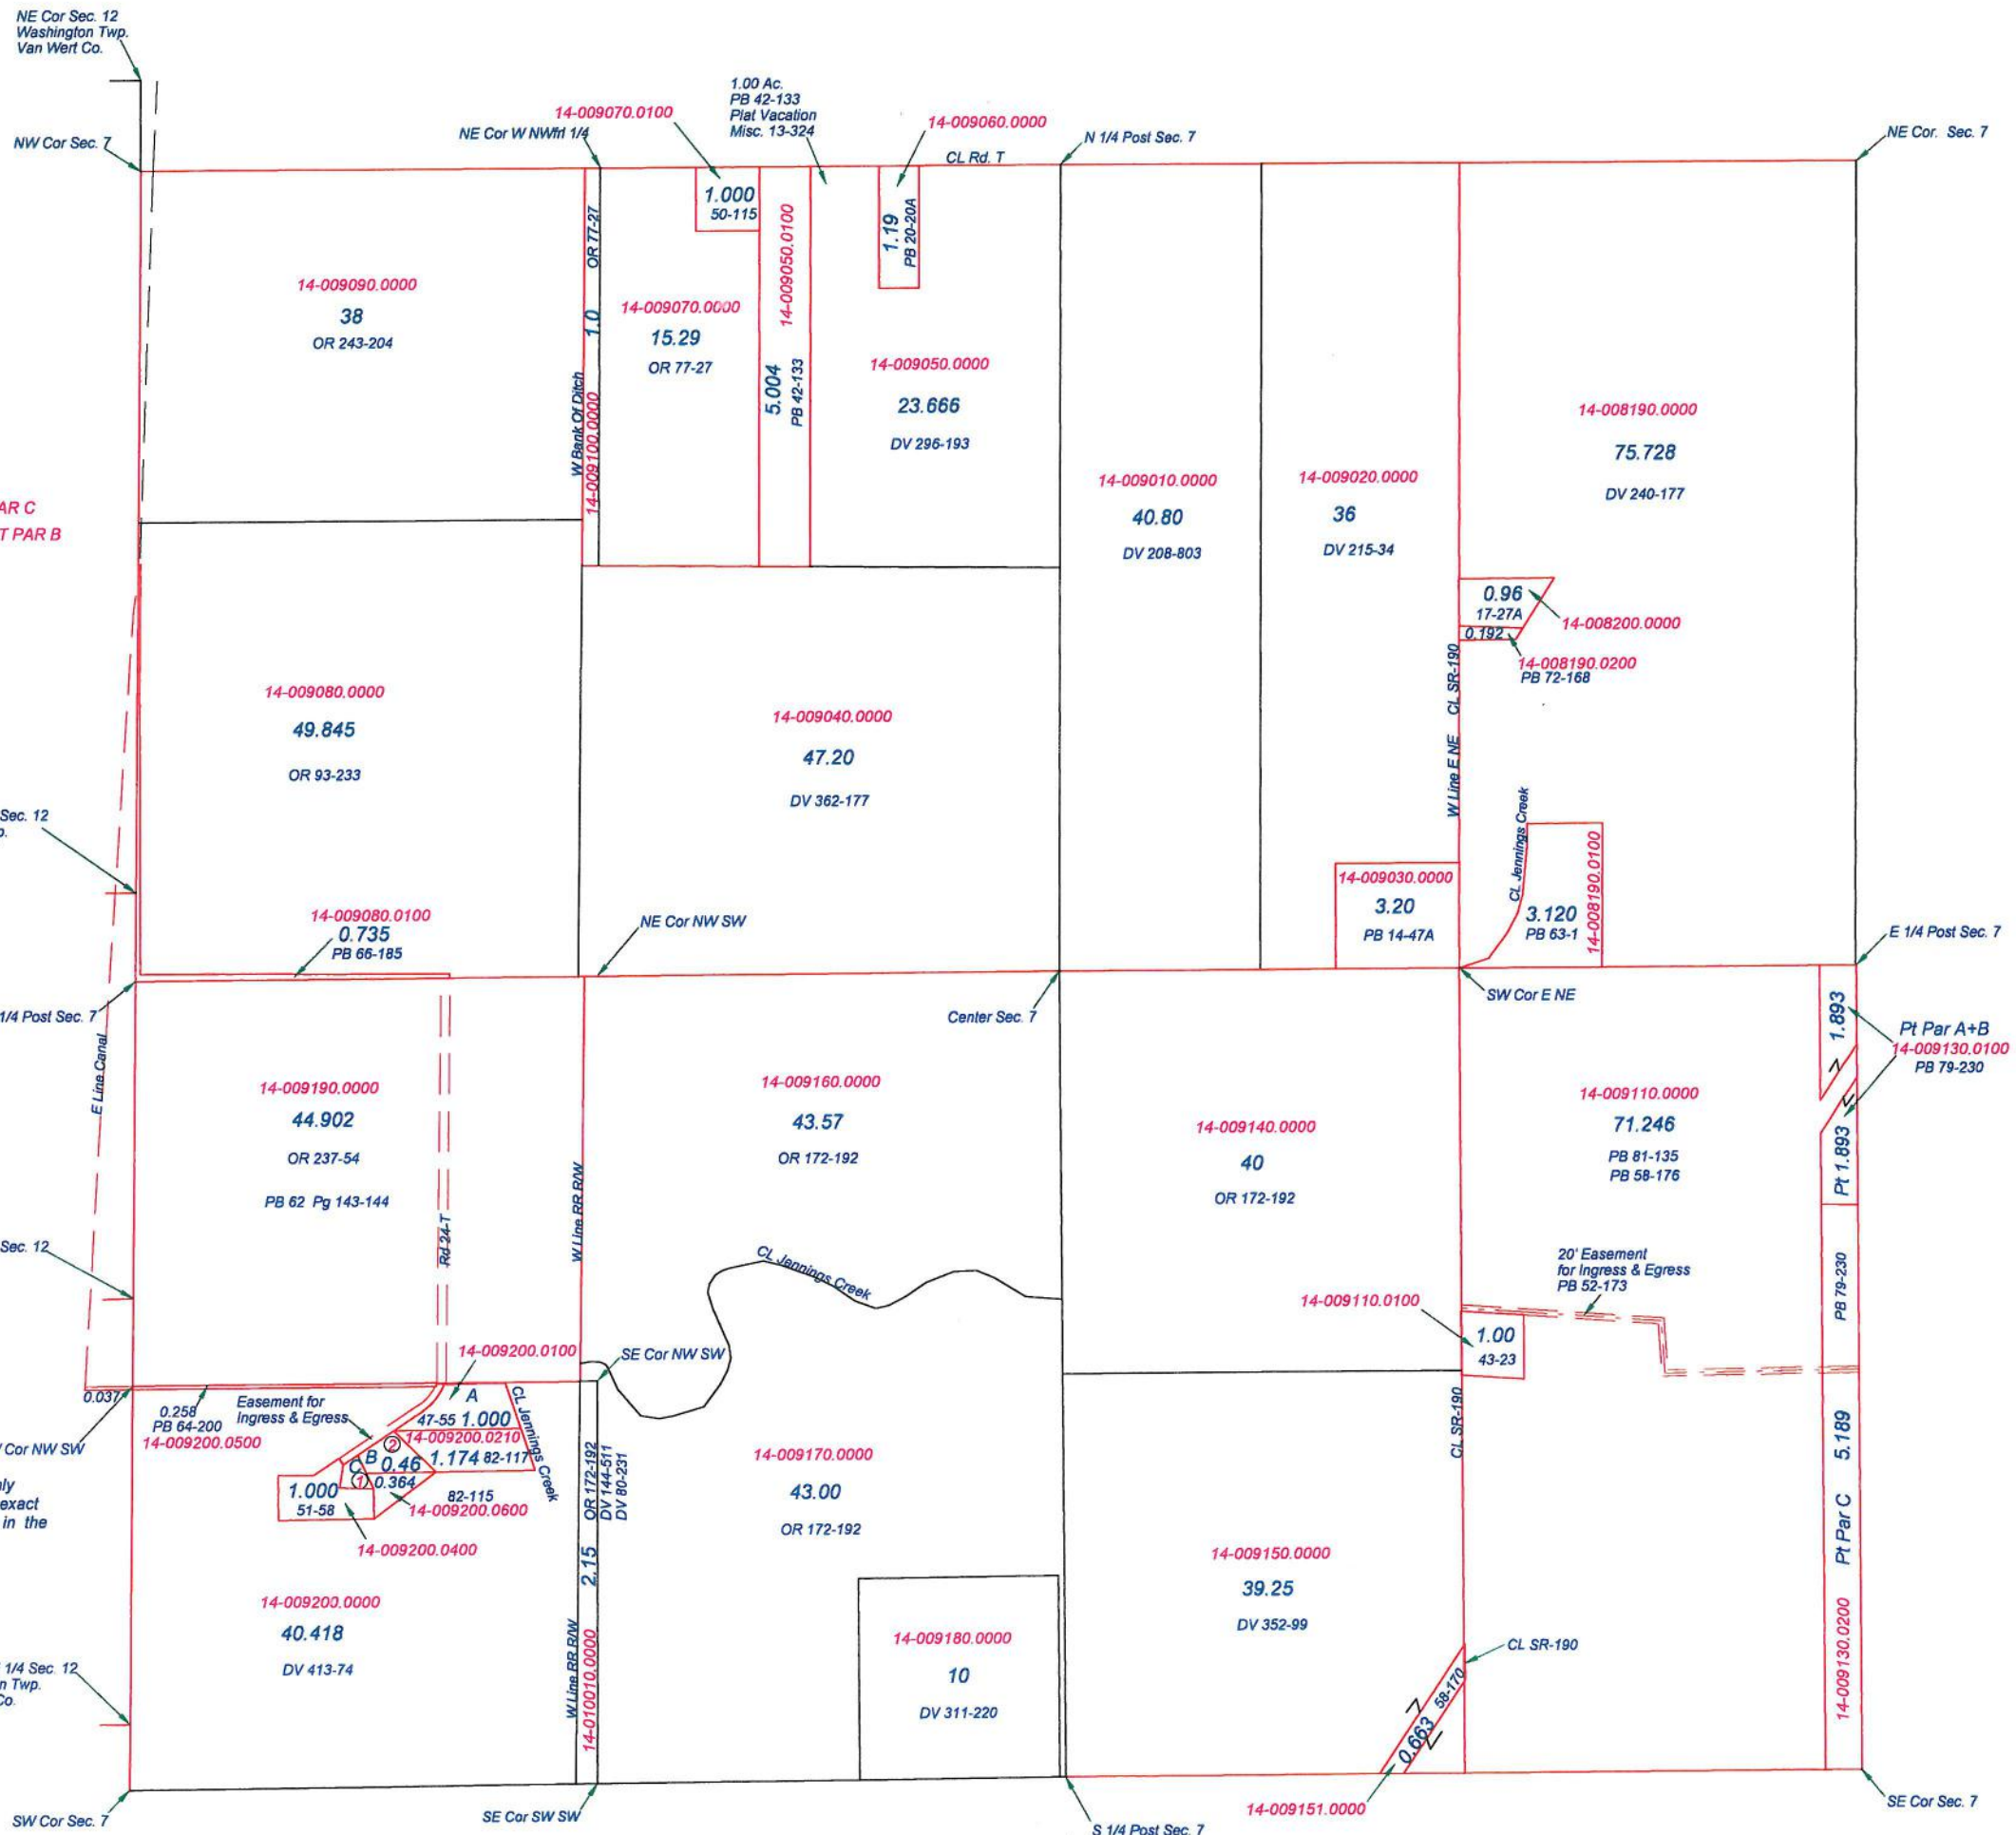 NE Cor Sec. 12
Washington Twp.
Van Wert Co.
NW Cor Sec. 7
NE Cor W NWfrl 1/4
14-009070.0100
1.00 Ac.
PB 42-133
Plat Vacation
Misc. 13-324
14-009060.0000
CL Rd. T
N 1/4 Post Sec. 7
NE Cor. Sec. 7
14-009090.0000
38
OR 243-204
OR 77-27
1.0
W Bank Of Ditch
14-009100.0000
1.000
50-115
14-009070.0000
15.29
OR 77-27
14-009050.0100
5.004
PB 42-133
1.19
PB 20-20A
14-009050.0000
23.666
DV 296-193
14-009010.0000
40.80
DV 208-803
14-009020.0000
36
DV 215-34
14-008190.0000
75.728
DV 240-177
AR C
T PAR B
0.96
17-27A
14-008200.0000
0.192
14-008190.0200
PB 72-168
W Line E NE CL SR-190
14-009080.0000
49.845
OR 93-233
14-009040.0000
47.20
DV 362-177
Sec. 12
CL Jennings Creek
3.120
PB 63-1
14-008190.0100
14-009030.0000
3.20
PB 14-47A
14-009080.0100
0.735
PB 66-185
NE Cor NW SW
E 1/4 Post Sec. 7
SW Cor E NE
1/4 Post Sec. 7
Center Sec. 7
E Line Canal
14-009190.0000
44.902
OR 237-54
PB 62 Pg 143-144
Rd 24-T
W Line RR R/W
14-009160.0000
43.57
OR 172-192
14-009140.0000
40
OR 172-192
14-009110.0000
71.246
PB 81-135
PB 58-176
1.893
Pt Par A+B
14-009130.0100
PB 79-230
Pt 1.893
PB 79-230
Sec. 12
CL Jennings Creek
20' Easement
for Ingress & Egress
PB 52-173
14-009110.0100
1.00
43-23
14-009200.0100
SE Cor NW SW
0.037
0.258
PB 64-200
14-009200.0500
Easement for
Ingress & Egress
A
47-55 1.000
CL Jennings Creek
2
14-009200.0210
B 0.46
1.174 82-117
C
1
0.364
82-115
14-009200.0600
1.000
51-58
14-009200.0400
Cor NW SW
exact
in the
OR 172-192
DV 144-511
DV 80-231
2.15
W Line RR R/W
14-010010.0000
14-009170.0000
43.00
OR 172-192
CL SR-190
5.189
Pt Par C
14-009130.0200
14-009200.0000
40.418
DV 413-74
14-009180.0000
10
DV 311-220
14-009150.0000
39.25
DV 352-99
CL SR-190
58-170
0.663
14-009151.0000
1/4 Sec. 12
Twp.
SW Cor Sec. 7
SE Cor SW SW
S 1/4 Post Sec. 7
SE Cor Sec. 7